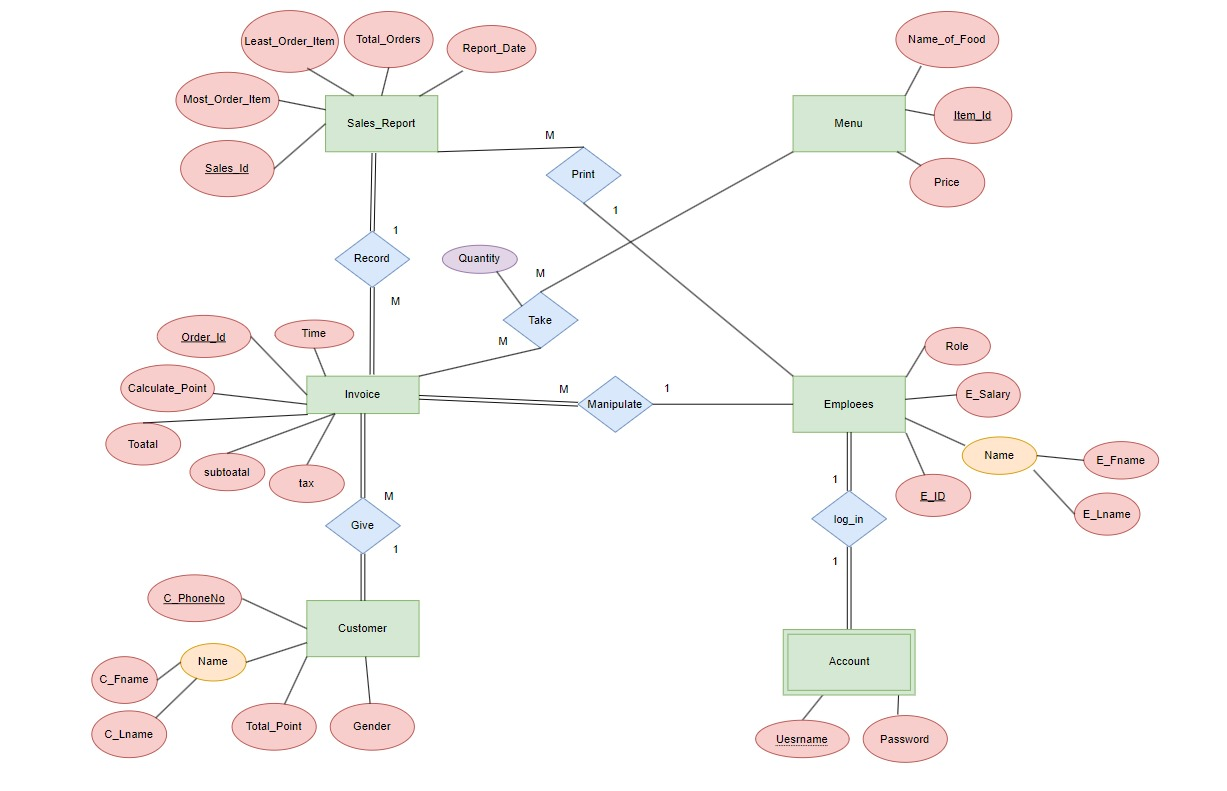 Least_Order_Item
Total_Orders
Report_Date
Most_Order_Item
Sales_Id
Sales_Report
Name_of_Food
Item_Id
Menu
Price
M
Print
1
1
Record
M
Quantity
M
Take
M
Order_Id
Time
Calculate_Point
Invoice
Toatal
subtoatal
tax
M
Manipulate
1
Emploees
Role
E_Salary
Name
E_Fname
E_Lname
E_ID
M
Give
1
1
log_in
1
C_PhoneNo
Customer
Name
C_Fname
C_Lname
Total_Point
Gender
Account
Uesrname
Password